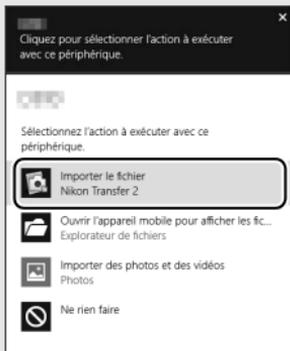 Cliquez pour sélectionner l'action à exécuter
avec ce périphérique.
Sélectionnez l'action à exécuter avec ce
périphérique.
Importer le fichier
Nikon Transfer 2
Ouvrir l'appareil mobile pour afficher les fic...
Explorateur de fichiers
Importer des photos et des vidéos
Photos
Ne rien faire